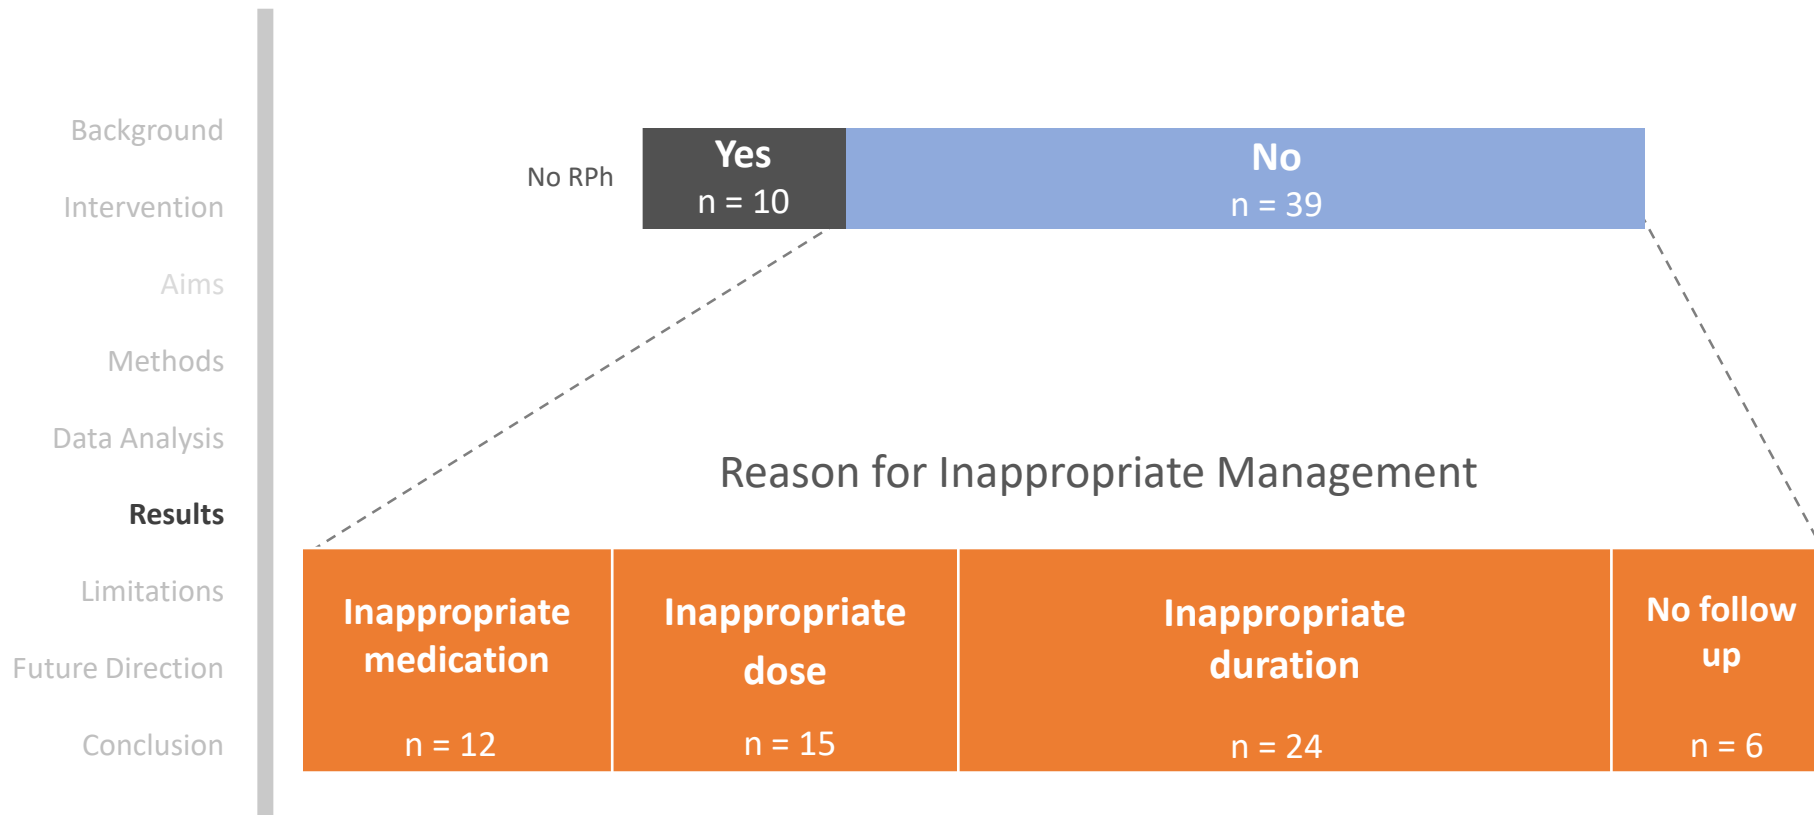 Background
Intervention
Aims
Methods
Data Analysis
Results
Limitations
Future Direction
Conclusion
No RPh
Yes
n = 10
No
n = 39
Reason for Inappropriate Management
Inappropriate
medication
n = 12
Inappropriate
dose
n = 15
Inappropriate
duration
n = 24
No follow
up
n = 6